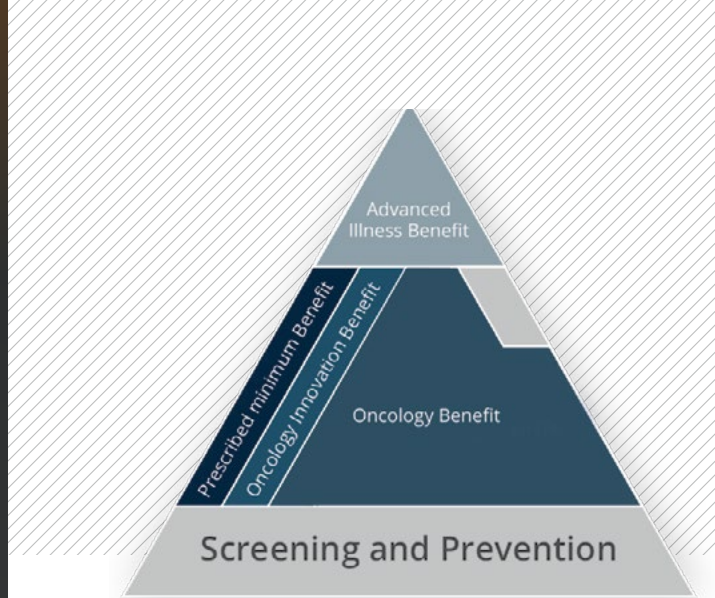 Advanced
Illness Benefit
Prescribed minimum Benefit
Oncology Innovation Benefit
Oncology Benefit
Screening and Prevention